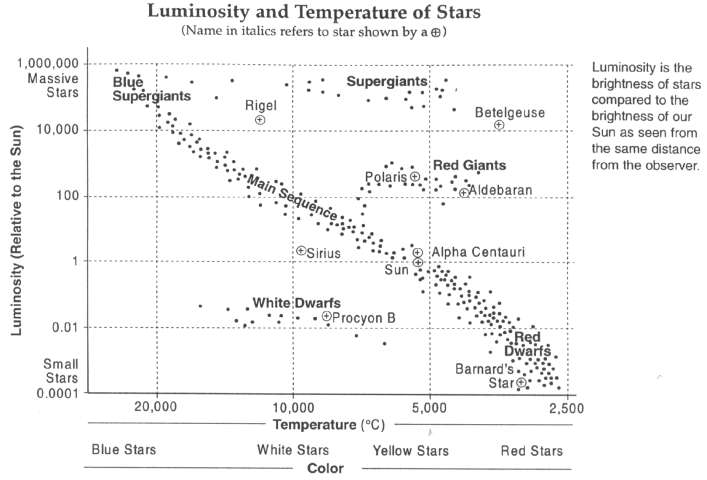 Luminosity and Temperature of Stars
(Name in italics refers to star shown by a ⊕)
Luminosity is the
brightness of stars
compared to the
brightness of our
Sun as seen from
the same distance
from the observer.
Luminosity (Relative to the Sun)
1,000,000
Massive
Stars
10,000
100
1
0.01
Small
Stars
0.0001
Blue
Supergiants
Supergiants
Rigel
Betelgeuse
Red Giants
Polaris
Aldebaran
Main Sequence
Sirius
Alpha Centauri
Sun
White Dwarfs
Procyon B
Red
Dwarfs
Barnard's
Star
20,000 10,000 5,000 2,500
Temperature (°C)
Blue Stars White Stars Yellow Stars Red Stars
Color